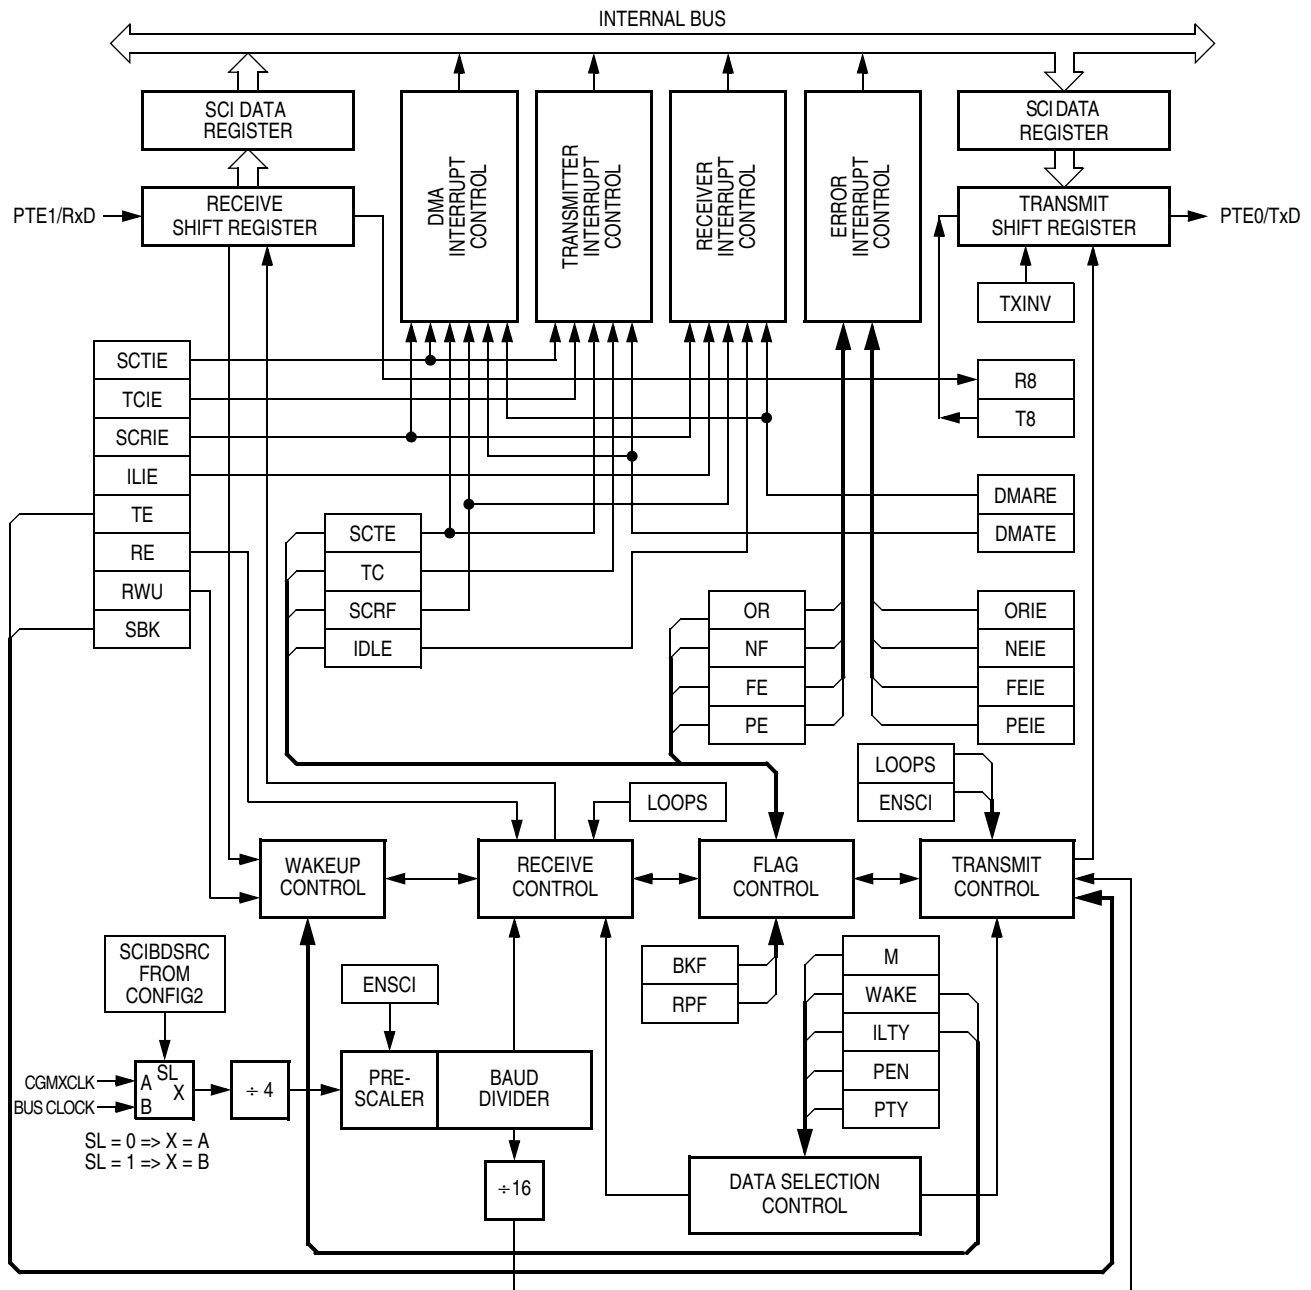 INTERNAL BUS
SCI DATA
REGISTER
RECEIVE
SHIFT REGISTER
PTE1/RxD
DMA
INTERRUPT
CONTROL
TRANSMITTER
INTERRUPT
CONTROL
RECEIVER
INTERRUPT
CONTROL
ERROR
INTERRUPT
CONTROL
SCI DATA
REGISTER
TRANSMIT
SHIFT REGISTER
PTE0/TxD
TXINV
SCTIE
TCIE
SCRIE
ILIE
TE
RE
RWU
SBK
R8
T8
DMARE
DMATE
SCTE
TC
SCRF
IDLE
OR
NF
FE
PE
ORIE
NEIE
FEIE
PEIE
LOOPS
LOOPS
ENSCI
WAKEUP
CONTROL
RECEIVE
CONTROL
FLAG
CONTROL
TRANSMIT
CONTROL
SCIBDSRC
FROM
CONFIG2
ENSCI
BKF
RPF
M
WAKE
ILTY
PEN
PTY
CGMXCLK
BUS CLOCK
SL
A
X
B
÷ 4
PRE-
SCALER
BAUD
DIVIDER
SL = 0 => X = A
SL = 1 => X = B
÷16
DATA SELECTION
CONTROL